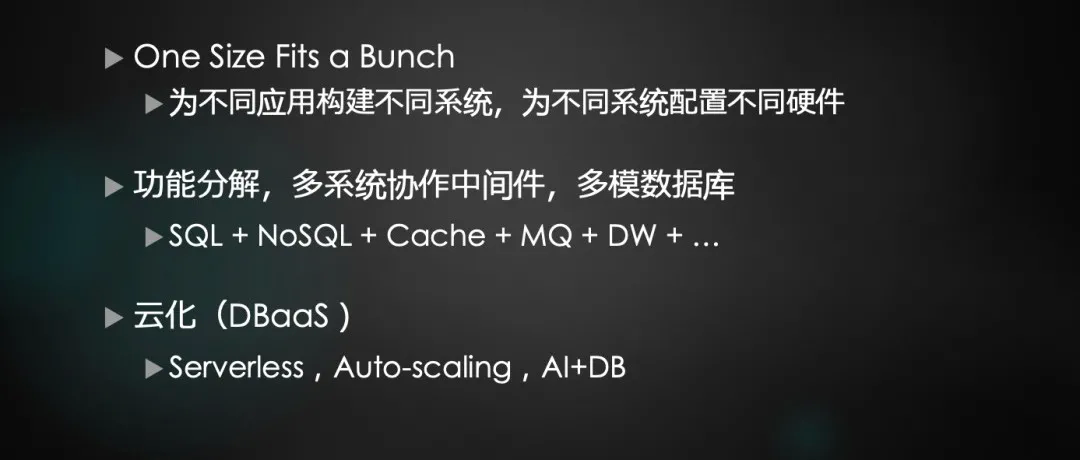 One Size Fits a Bunch
为不同应用构建不同系统，为不同系统配置不同硬件
功能分解，多系统协作中间件，多模数据库
SQL + NoSQL + Cache + MQ + DW + …
云化（DBaaS ）
Serverless , Auto-scaling , AI+DB